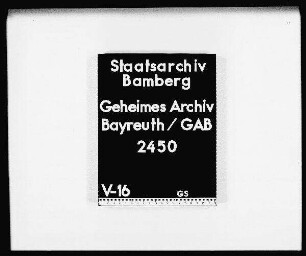 Staatsarchiv
Bamberg
Geheimes Archiv
Bayreuth / GAB
2450
V-16 GS